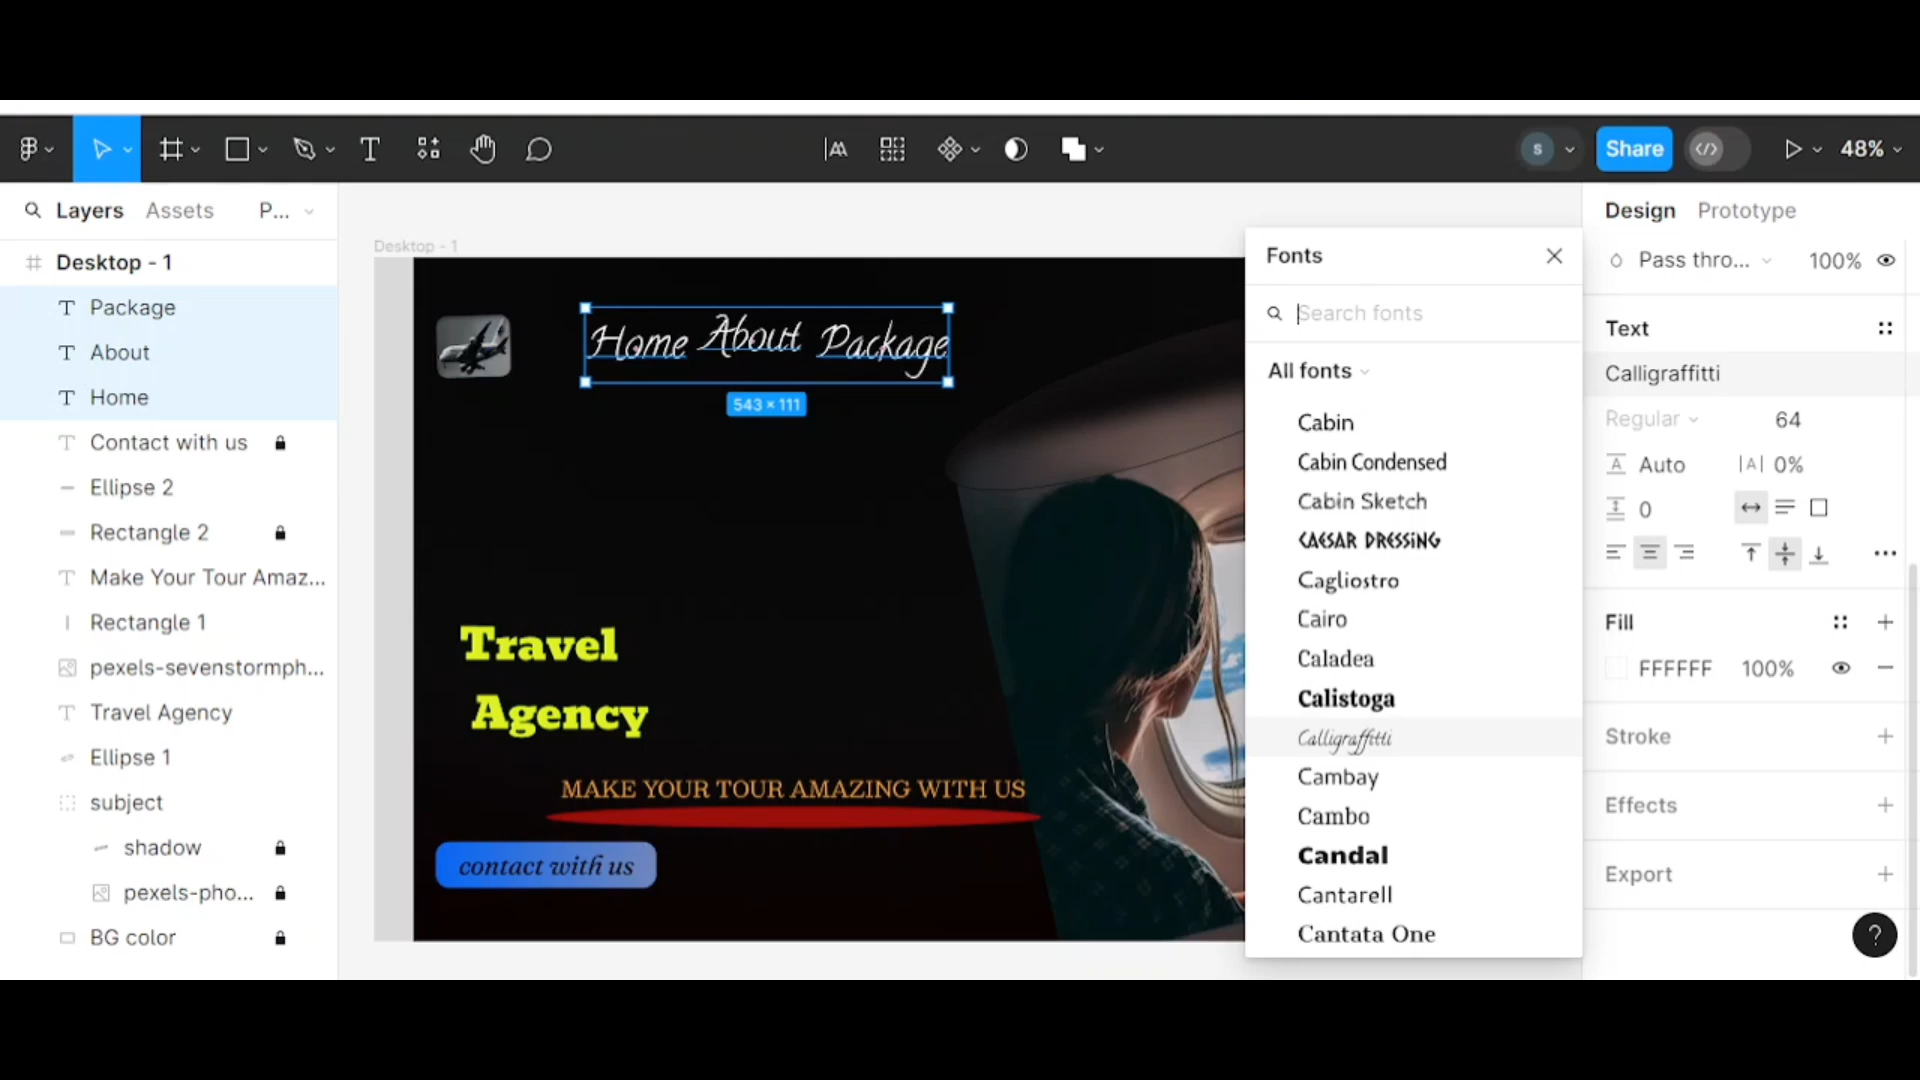 S
Share
48%
Layers
Assets
P...
Desktop - 1
Package
About
Home
Contact with us
Ellipse 2
Rectangle 2
Make Your Tour Amaz...
Rectangle 1
pexels-sevenstormph...
Travel Agency
Ellipse 1
subject
shadow
pexels-pho...
BG color
Desktop - 1
Home About Package
543 × 111
Travel
Agency
MAKE YOUR TOUR AMAZING WITH US
contact with us
Fonts
Search fonts
All fonts
Cabin
Cabin Condensed
Cabin Sketch
CAESAR DRESSING
Cagliostro
Cairo
Caladea
Calistoga
Calligraffitti
Cambay
Cambo
Candal
Cantarell
Cantata One
Design
Prototype
Pass thro...
100%
Text
Calligraffitti
Regular
64
Auto
0%
0
Fill
FFFFFF
100%
Stroke
Effects
Export
?